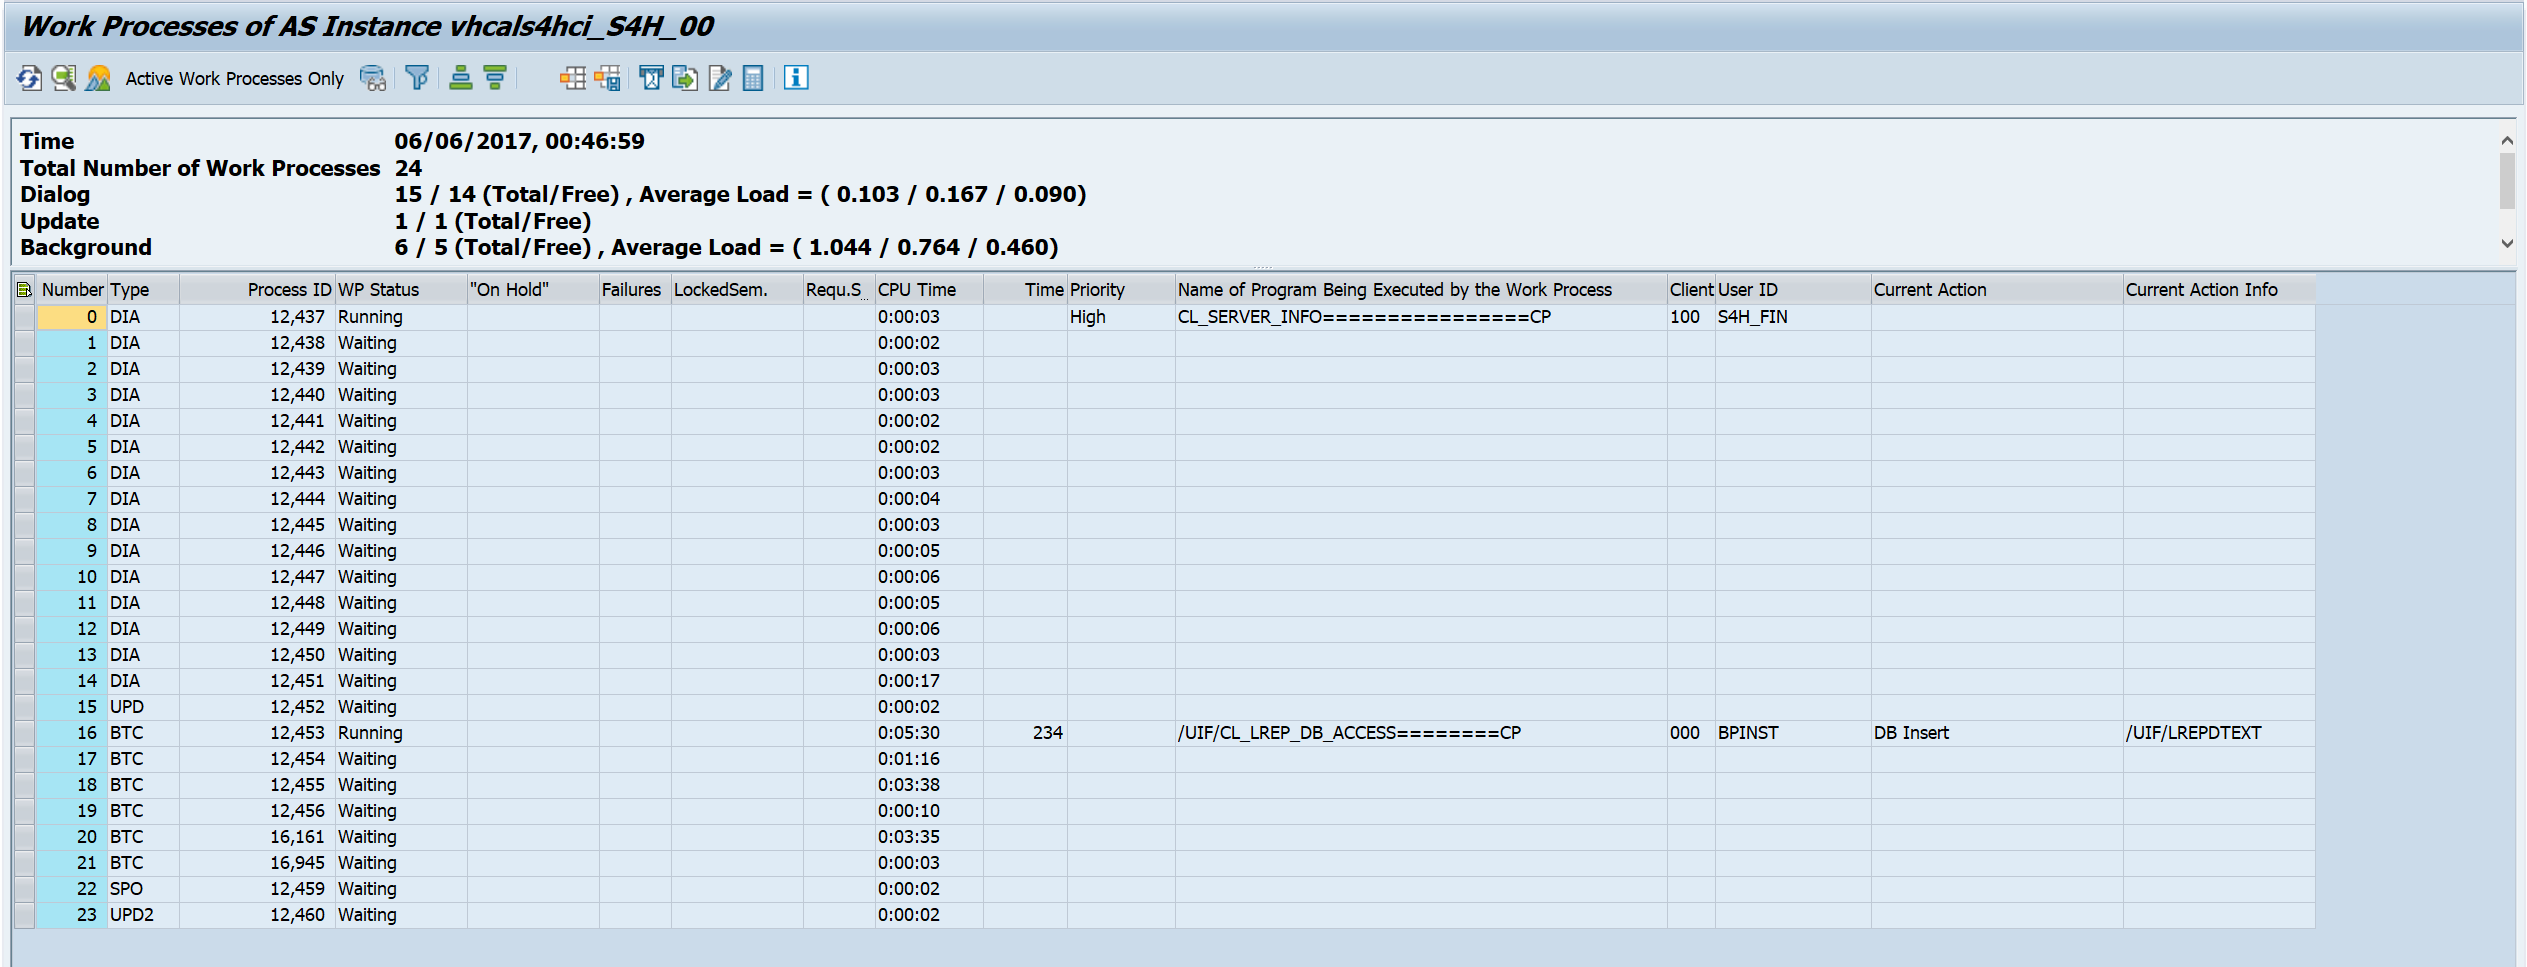 Work Processes of AS Instance vhcals4hci_S4H_00
Active Work Processes Only
Time 06/06/2017, 00:46:59
Total Number of Work Processes 24
Dialog 15 / 14 (Total/Free) , Average Load = ( 0.103 / 0.167 / 0.090)
Update 1 / 1 (Total/Free)
Background 6 / 5 (Total/Free) , Average Load = ( 1.044 / 0.764 / 0.460)
Number Type Process ID WP Status "On Hold" Failures LockedSem. Requ.S... CPU Time Time Priority Name of Program Being Executed by the Work Process Client User ID Current Action Current Action Info
0 DIA 12,437 Running 0:00:03 High CL_SERVER_INFO================CP 100 S4H_FIN
1 DIA 12,438 Waiting 0:00:02
2 DIA 12,439 Waiting 0:00:03
3 DIA 12,440 Waiting 0:00:03
4 DIA 12,441 Waiting 0:00:02
5 DIA 12,442 Waiting 0:00:02
6 DIA 12,443 Waiting 0:00:03
7 DIA 12,444 Waiting 0:00:04
8 DIA 12,445 Waiting 0:00:03
9 DIA 12,446 Waiting 0:00:05
10 DIA 12,447 Waiting 0:00:06
11 DIA 12,448 Waiting 0:00:05
12 DIA 12,449 Waiting 0:00:06
13 DIA 12,450 Waiting 0:00:03
14 DIA 12,451 Waiting 0:00:17
15 UPD 12,452 Waiting 0:00:02
16 BTC 12,453 Running 0:05:30 234 /UIF/CL_LREP_DB_ACCESS========CP 000 BPINST DB Insert /UIF/LREPDTEXT
17 BTC 12,454 Waiting 0:01:16
18 BTC 12,455 Waiting 0:03:38
19 BTC 12,456 Waiting 0:00:10
20 BTC 16,161 Waiting 0:03:35
21 BTC 16,945 Waiting 0:00:03
22 SPO 12,459 Waiting 0:00:02
23 UPD2 12,460 Waiting 0:00:02